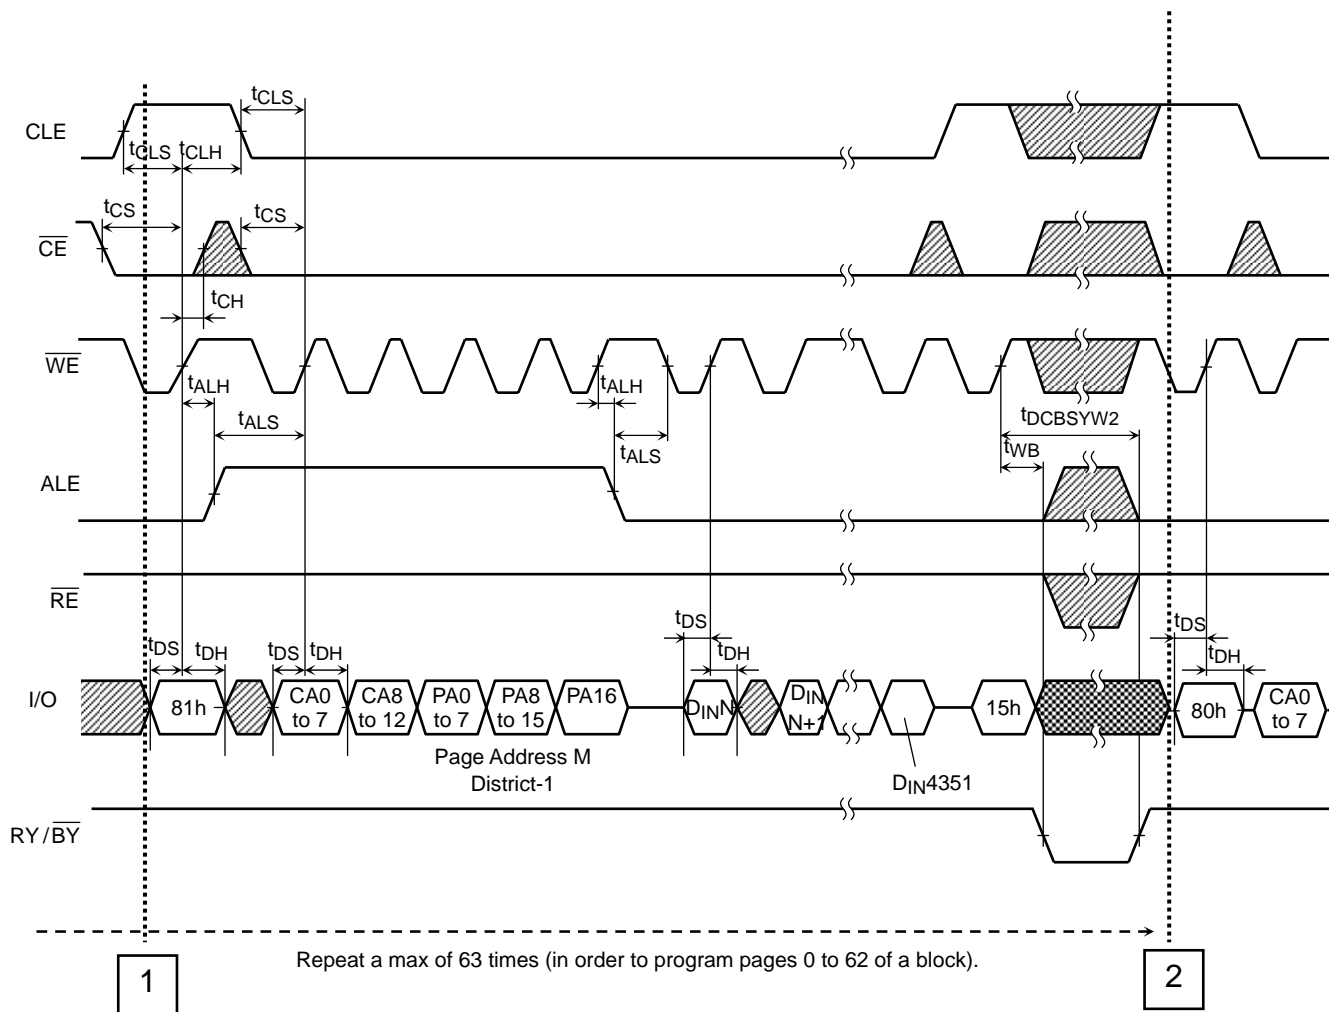 tCLS
CLE
tCLS tCLH
tCS
tCS
CE
tCH
WE
tALH
tALH
tDCBSYW2
tALS
tALS
tWB
ALE
RE
tDS
tDH
tDS
tDH
tDS
tDH
tDS
tDH
I/O
81h
CA0
to 7
CA8
to 12
PA0
to 7
PA8
to 15
PA16
DINN
DIN
N+1
15h
80h
CA0
to 7
Page Address M
District-1
DIN4351
RY/BY
Repeat a max of 63 times (in order to program pages 0 to 62 of a block).
1
2